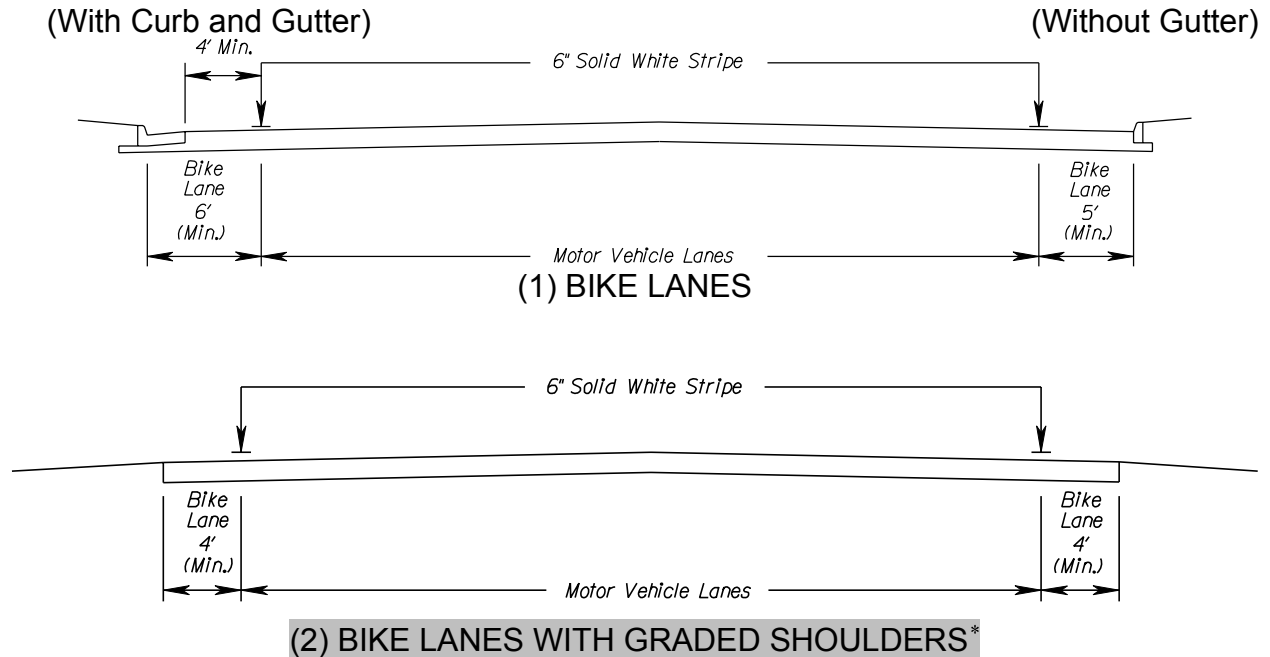 (With Curb and Gutter)
(Without Gutter)
4' Min.
6" Solid White Stripe
Bike
Lane
6'
(Min.)
Bike
Lane
5'
(Min.)
Motor Vehicle Lanes
(1) BIKE LANES
6" Solid White Stripe
Bike
Lane
4'
(Min.)
Bike
Lane
4'
(Min.)
Motor Vehicle Lanes
(2) BIKE LANES WITH GRADED SHOULDERS*